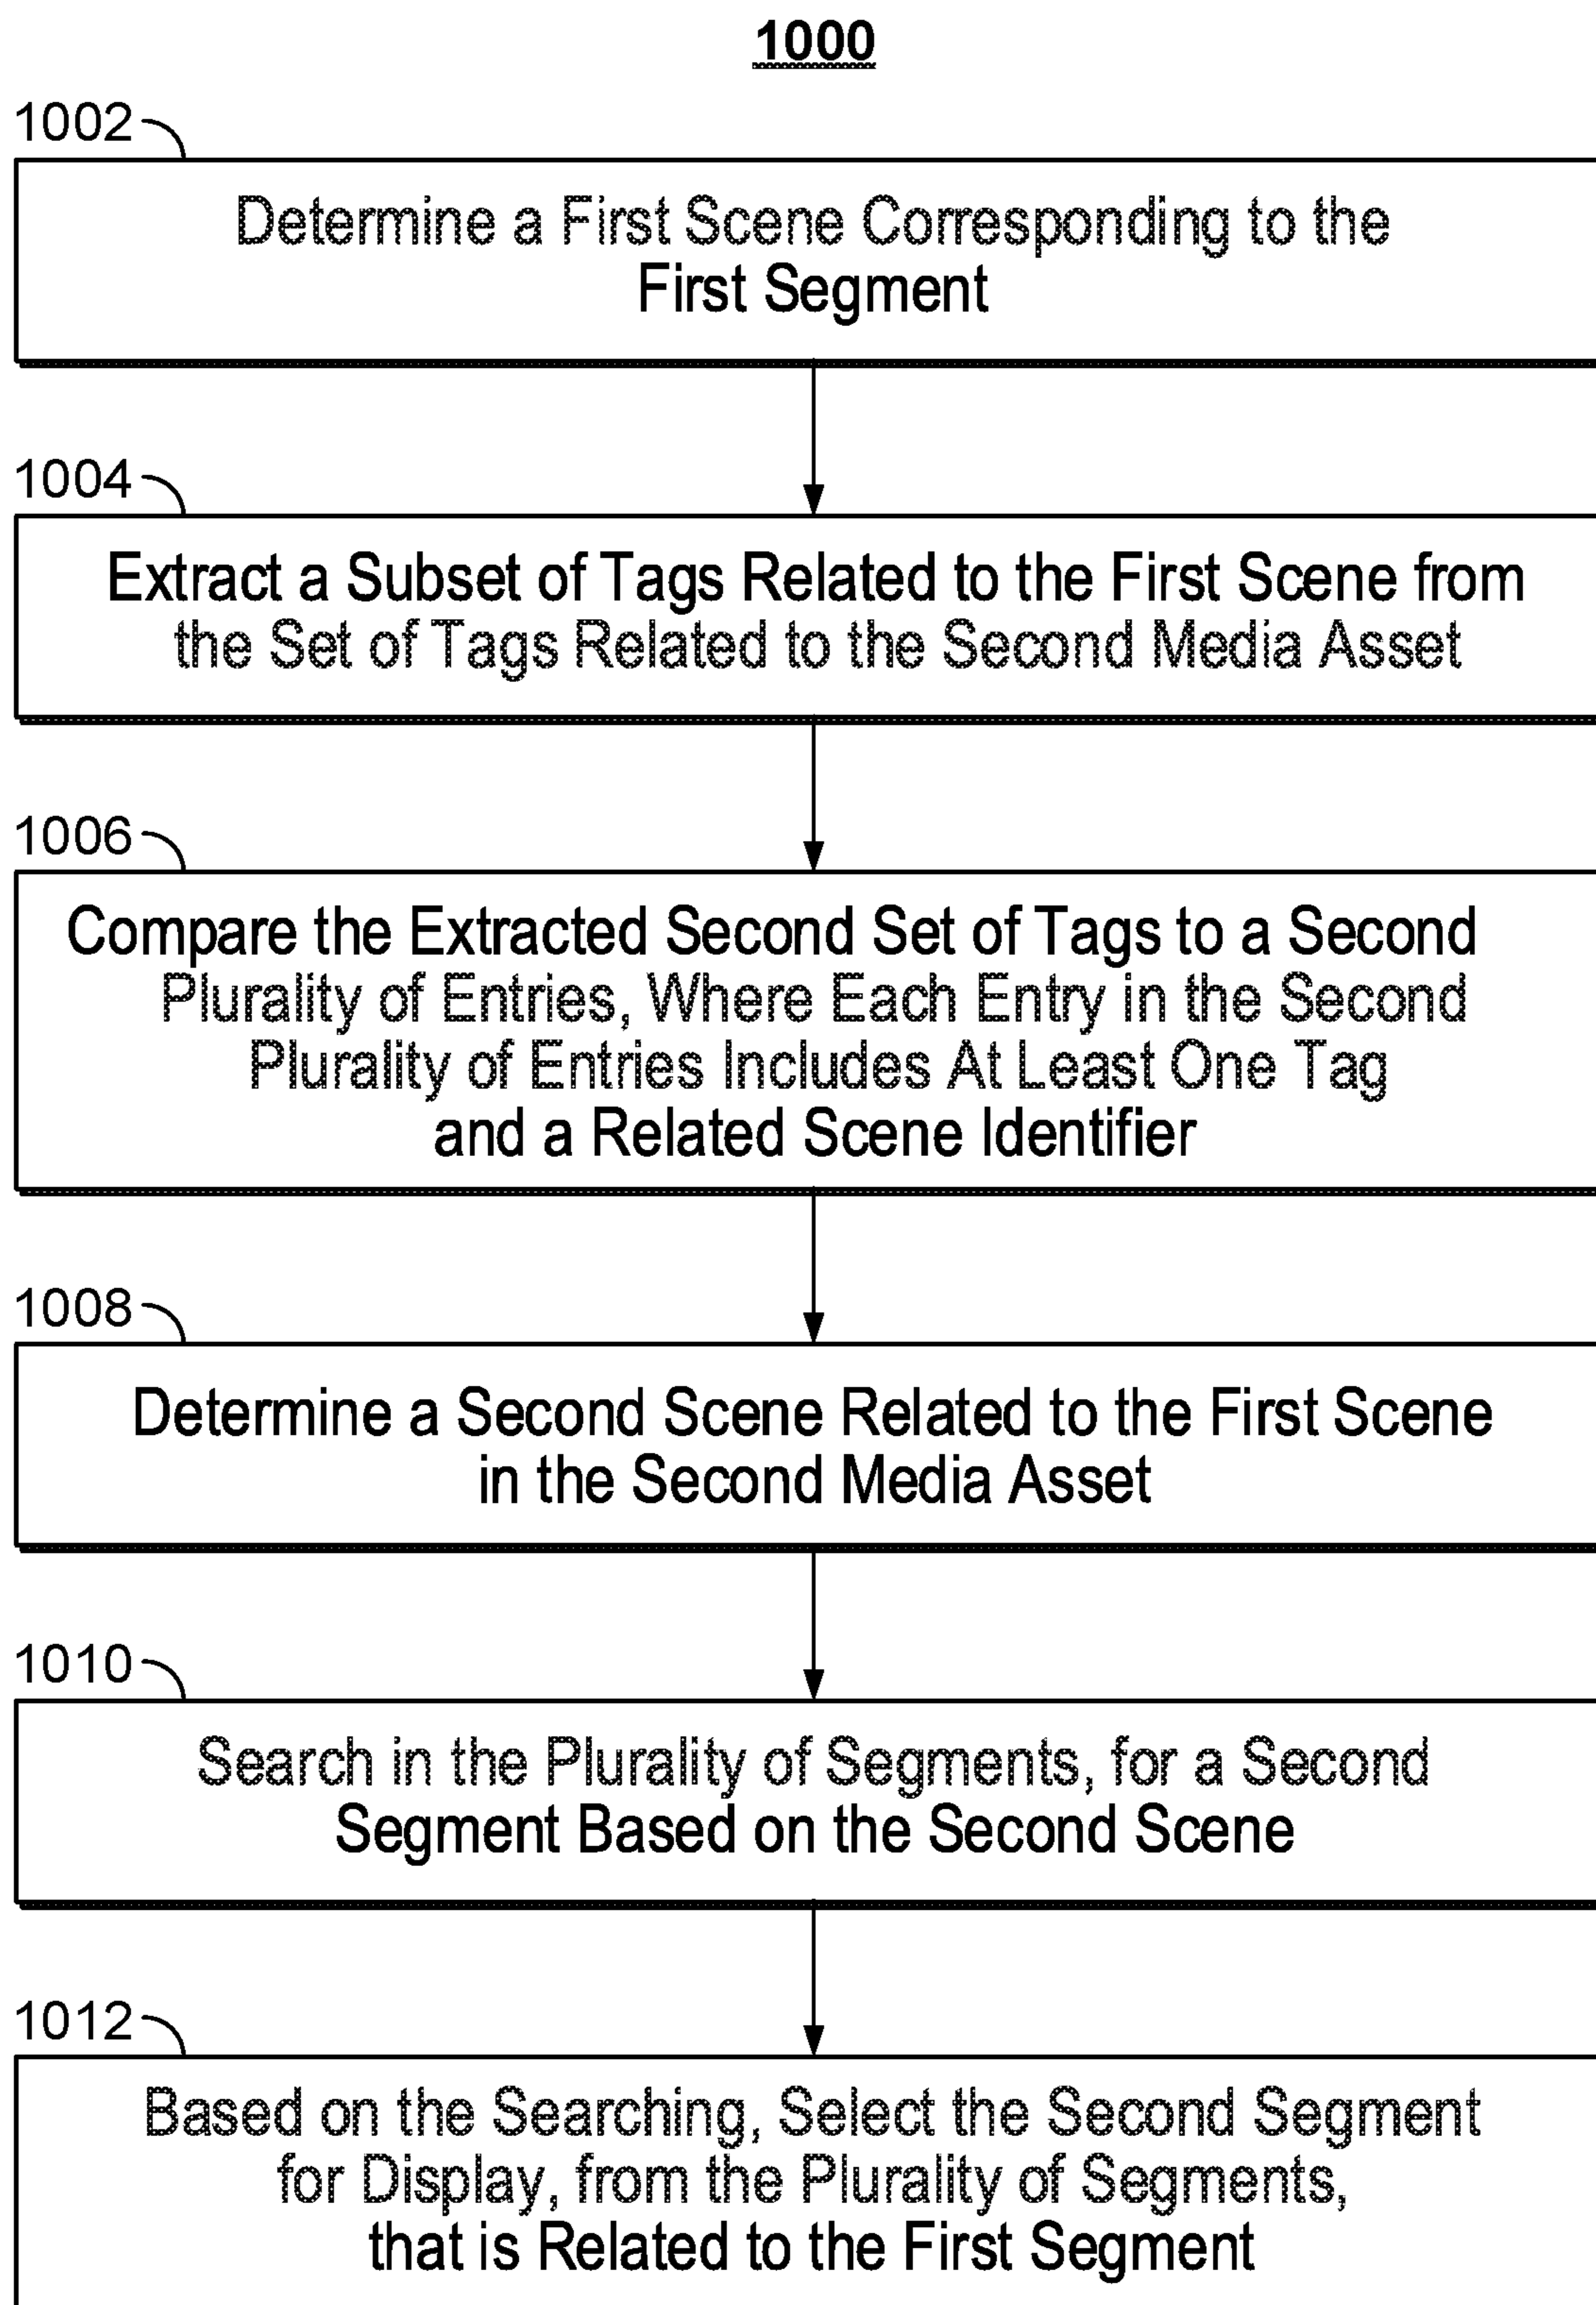 1000
1002
Determine a First Scene Corresponding to the
First Segment
1004
Extract a Subset of Tags Related to the First Scene from
the Set of Tags Related to the Second Media Asset
1006
Compare the Extracted Second Set of Tags to a Second
Plurality of Entries, Where Each Entry in the Second
Plurality of Entries Includes At Least One Tag
and a Related Scene Identifier
1008
Determine a Second Scene Related to the First Scene
in the Second Media Asset
1010
Search in the Plurality of Segments, for a Second
Segment Based on the Second Scene
1012
Based on the Searching, Select the Second Segment
for Display, from the Plurality of Segments,
that is Related to the First Segment